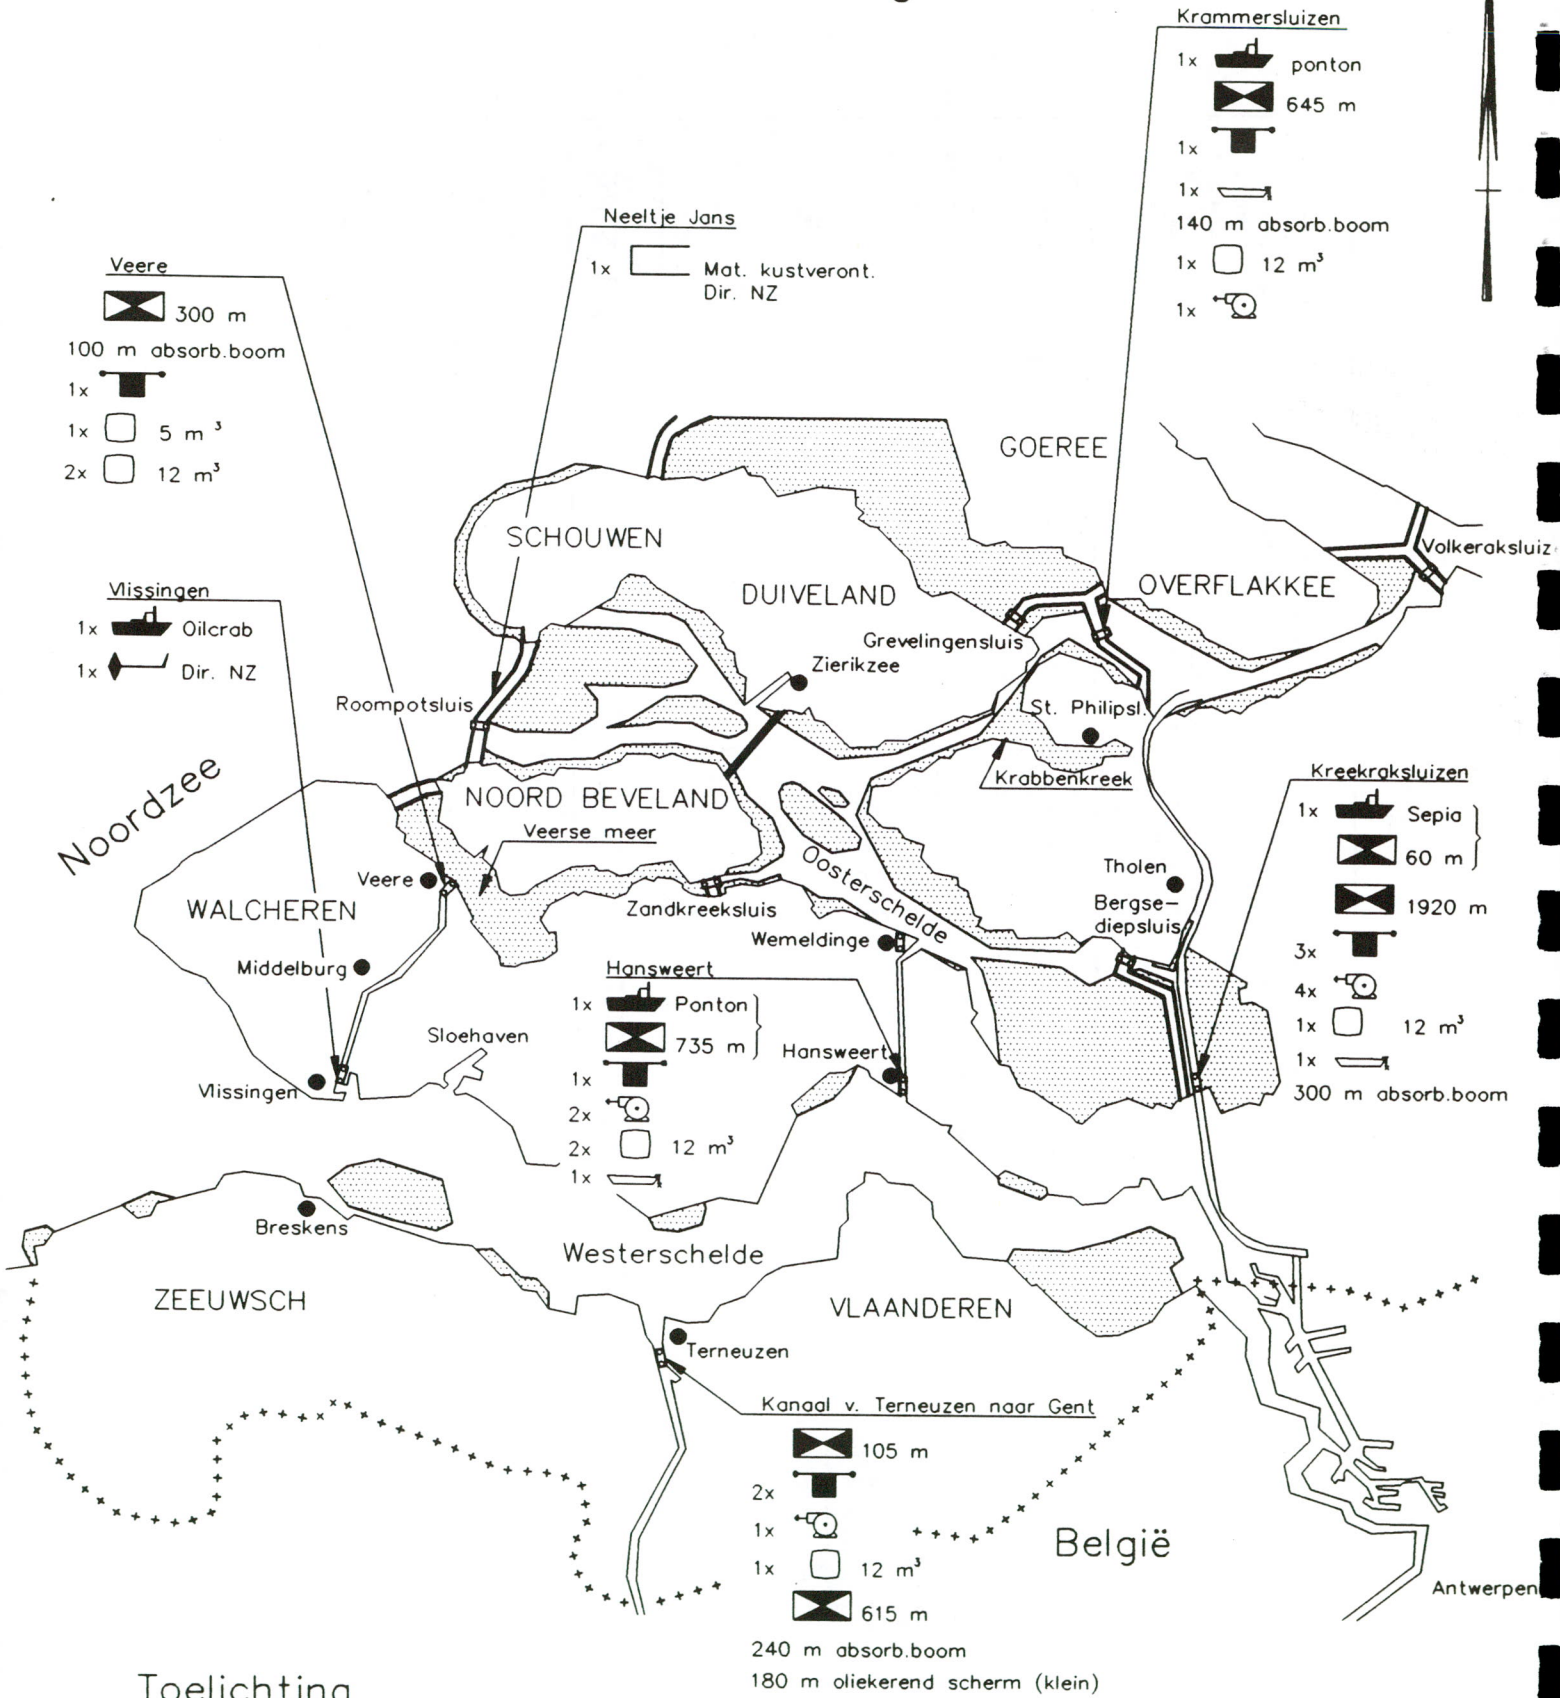 Krammersluizen
1x ponton
645 m
1x
1x
140 m absorb.boom
1x 12 m³
1x
Neeltje Jans
1x Mat. kustveront.
Dir. NZ
Veere
300 m
100 m absorb.boom
1x
1x 5 m³
2x 12 m³
Vlissingen
1x Oilcrab
1x Dir. NZ
GOEREE
SCHOUWEN
Volkeraksluiz
OVERFLAKKEE
DUIVELAND
Grevelingensluis
Zierikzee
Roompotsluis
St. Philipsl.
Krabbenkreek
Noordzee
NOORD BEVELAND
Veerse meer
Kreekraksluizen
1x Sepia
60 m
1920 m
3x
4x
1x 12 m³
1x
300 m absorb.boom
Oosterschelde
Tholen
Veere
WALCHEREN
Zandkreeksluis
Bergse-
diepsluis
Wemeldinge
Middelburg
Hansweert
1x Ponton
735 m
1x
2x
2x 12 m³
1x
Sloehaven
Hansweert
Vlissingen
Breskens
Westerschelde
ZEEUWSCH
VLAANDEREN
Terneuzen
Kanaal v. Terneuzen naar Gent
105 m
2x
1x
1x 12 m³
615 m
240 m absorb.boom
180 m oliekerend scherm (klein)
België
Antwerpen
Toelichting